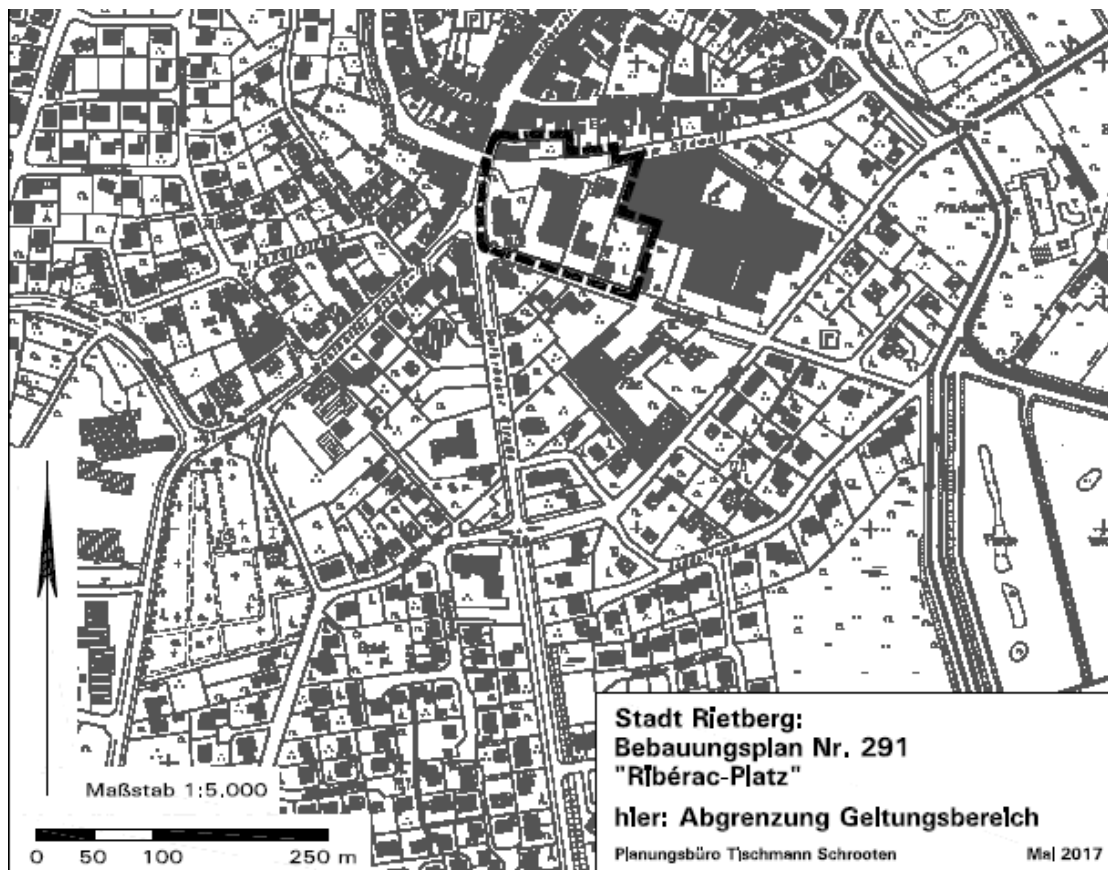 P
P
Stadt Rietberg:
Bebauungsplan Nr. 291
"Ribérac-Platz"
hier: Abgrenzung Geltungsbereich
Planungsbüro Tischmann Schrooten Mai 2017
Maßstab 1:5.000
0 50 100 250 m